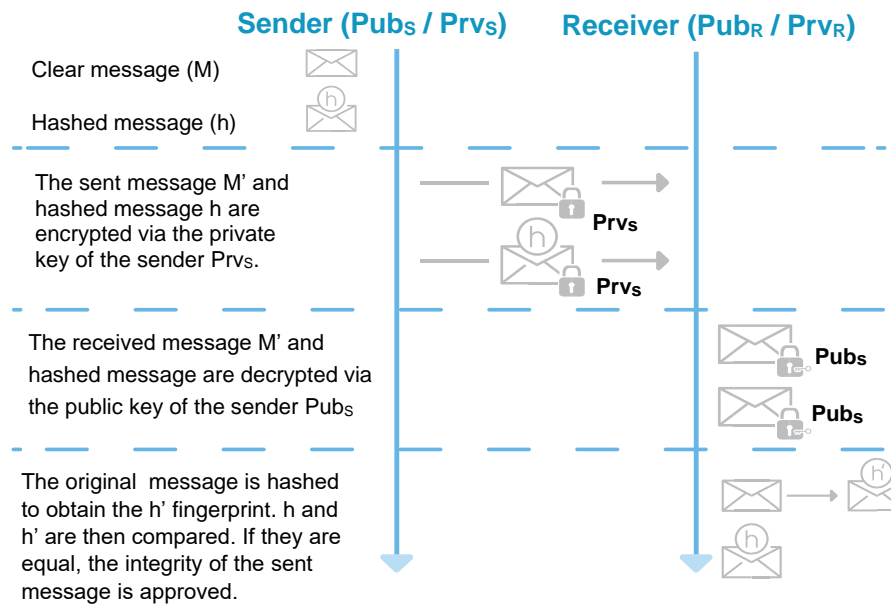 Sender (PubS / PrvS)
Receiver (PubR / PrvR)
Clear message (M)
h
Hashed message (h)
The sent message M’ and
hashed message h are
encrypted via the private
key of the sender PrvS.
PrvS
h
PrvS
The received message M’ and
hashed message are decrypted via
the public key of the sender PubS
PubS
PubS
The original  message is hashed
to obtain the h’ fingerprint. h and
h’ are then compared. If they are
equal, the integrity of the sent
message is approved.
h’
h